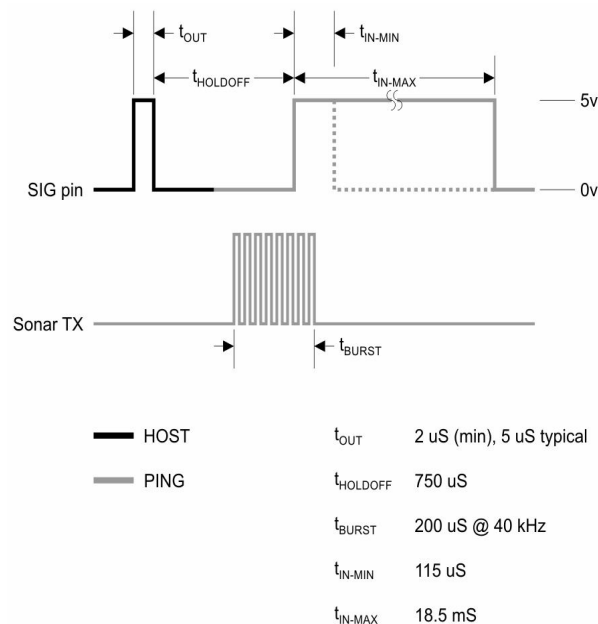 tOUT
tIN-MIN
tHOLDOFF
tIN-MAX
5v
SIG pin
0v
Sonar TX
tBURST
HOST
tOUT 2 uS (min), 5 uS typical
PING
tHOLDOFF 750 uS
tBURST 200 uS @ 40 kHz
tIN-MIN 115 uS
tIN-MAX 18.5 mS